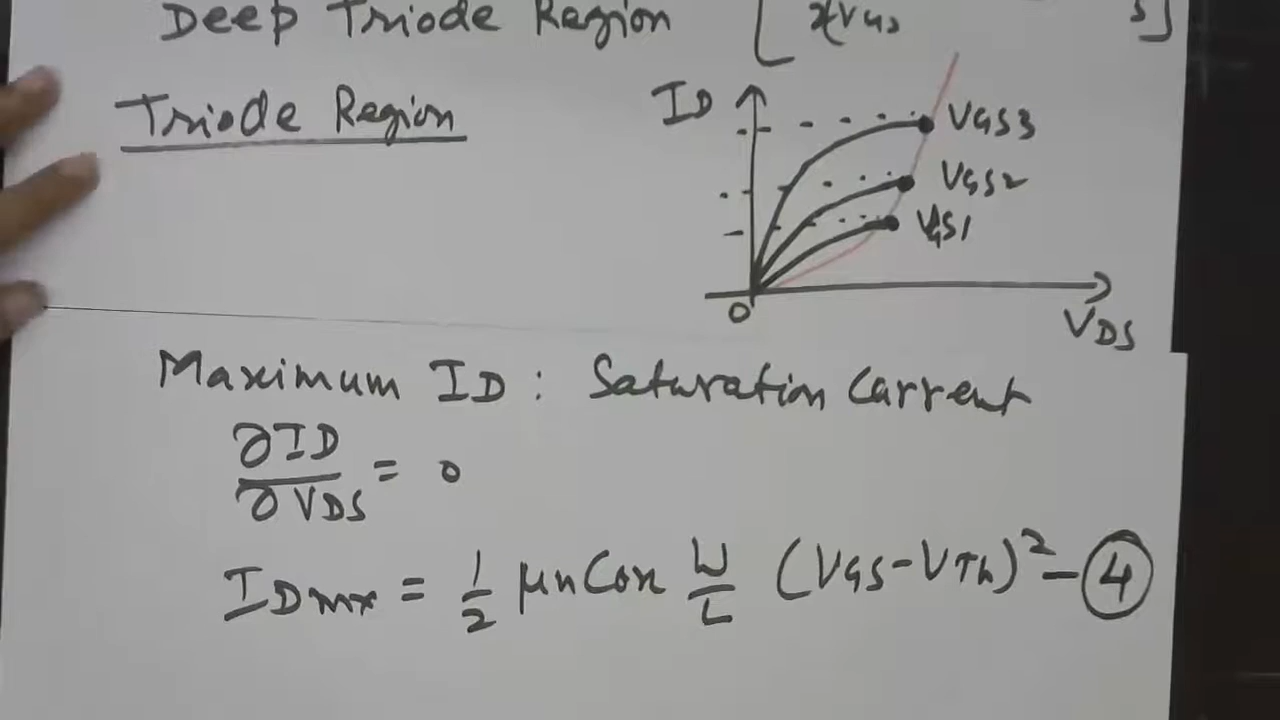 Deep Triode Region
Triode Region
ID
VGS3
VGS2
VGS1
0
VDS
Maximum ID : Saturation Current
∂ID/∂VDS = 0
IDmx = 1/2 μnCox W/L (VGS-VTh)² - ④